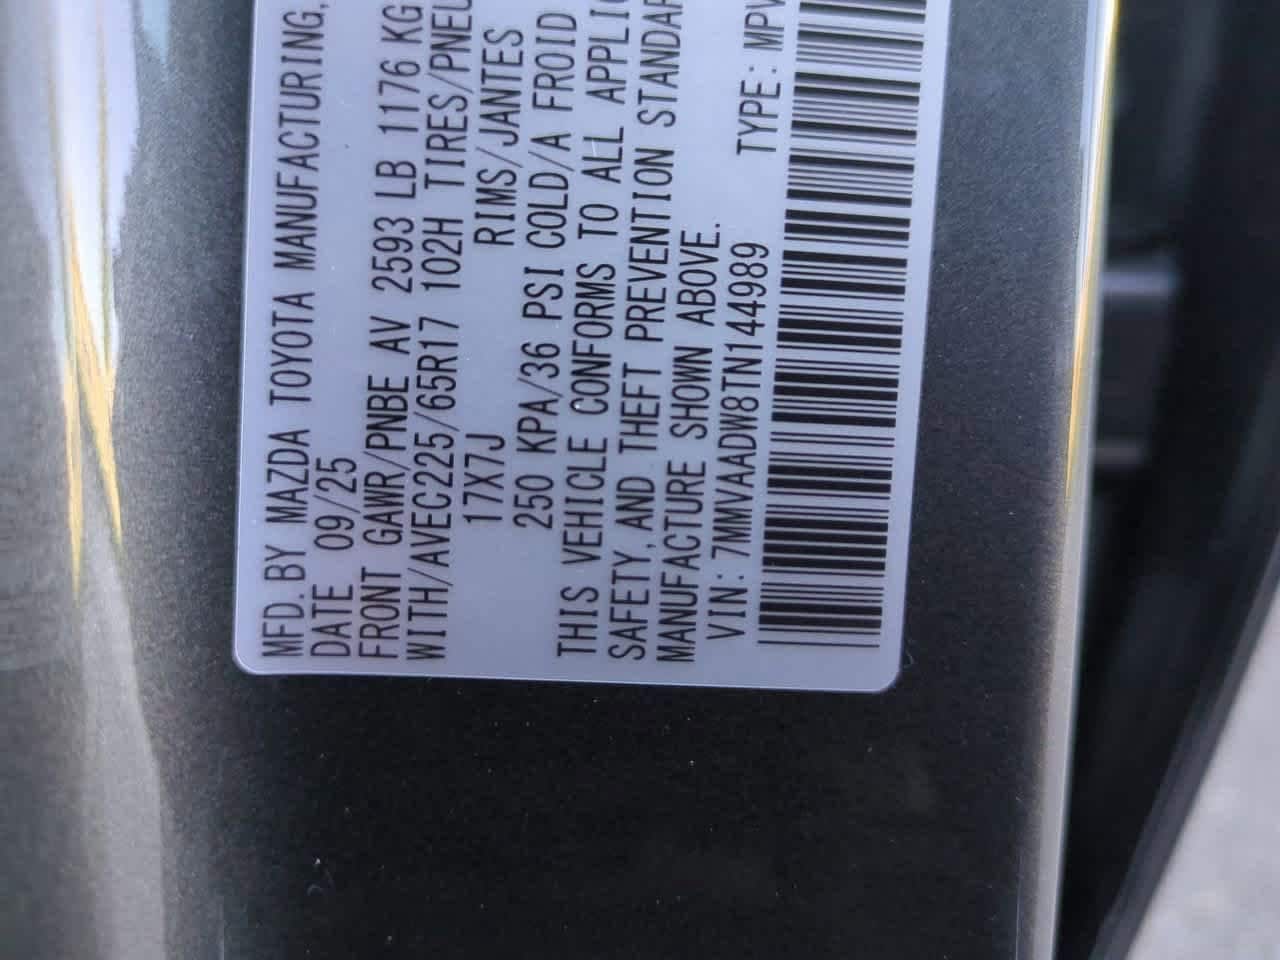 MFD. BY MAZDA TOYOTA MANUFACTURING,
DATE 09/25
FRONT GAWR/PNBE AV 2593 LB 1176 KG
WITH/AVEC225/65R17 102H TIRES/PNEU
17X7J RIMS/JANTES
250 KPA/36 PSI COLD/A FROID
THIS VEHICLE CONFORMS TO ALL APPLIC
SAFETY, AND THEFT PREVENTION STANDAR
MANUFACTURE SHOWN ABOVE.
VIN: 7MMVAADW8TN144989 TYPE: MPV